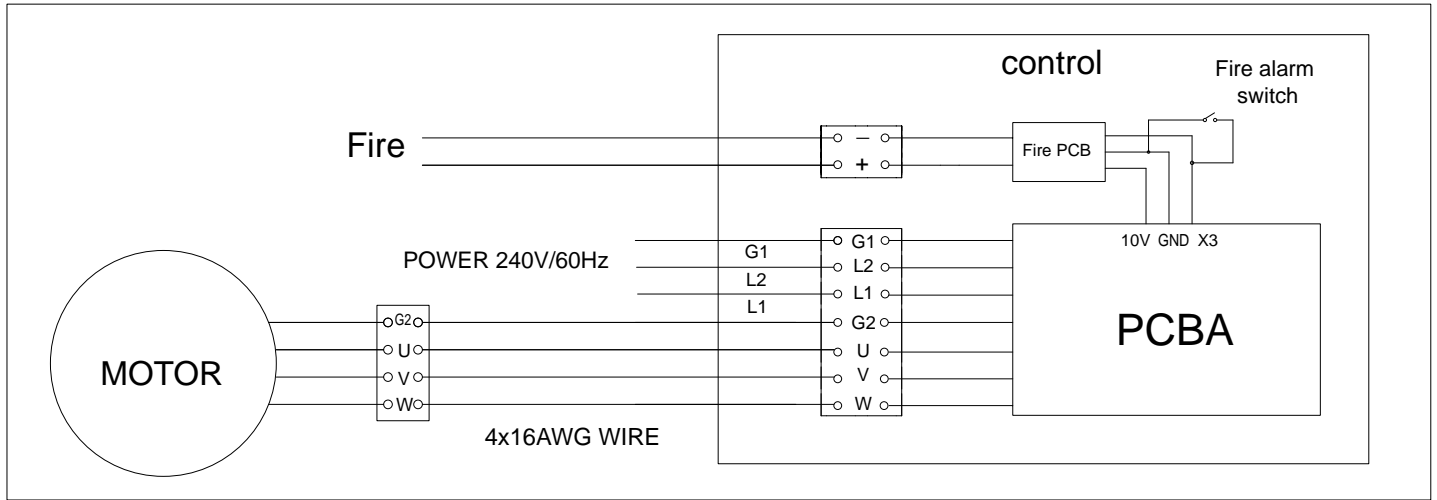 control
Fire alarm
switch
Fire
−
+
Fire PCB
10V GND X3
POWER 240V/60Hz
G1
L2
L1
G1
L2
L1
G2
U
V
W
PCBA
MOTOR
G2
U
V
W
4x16AWG WIRE